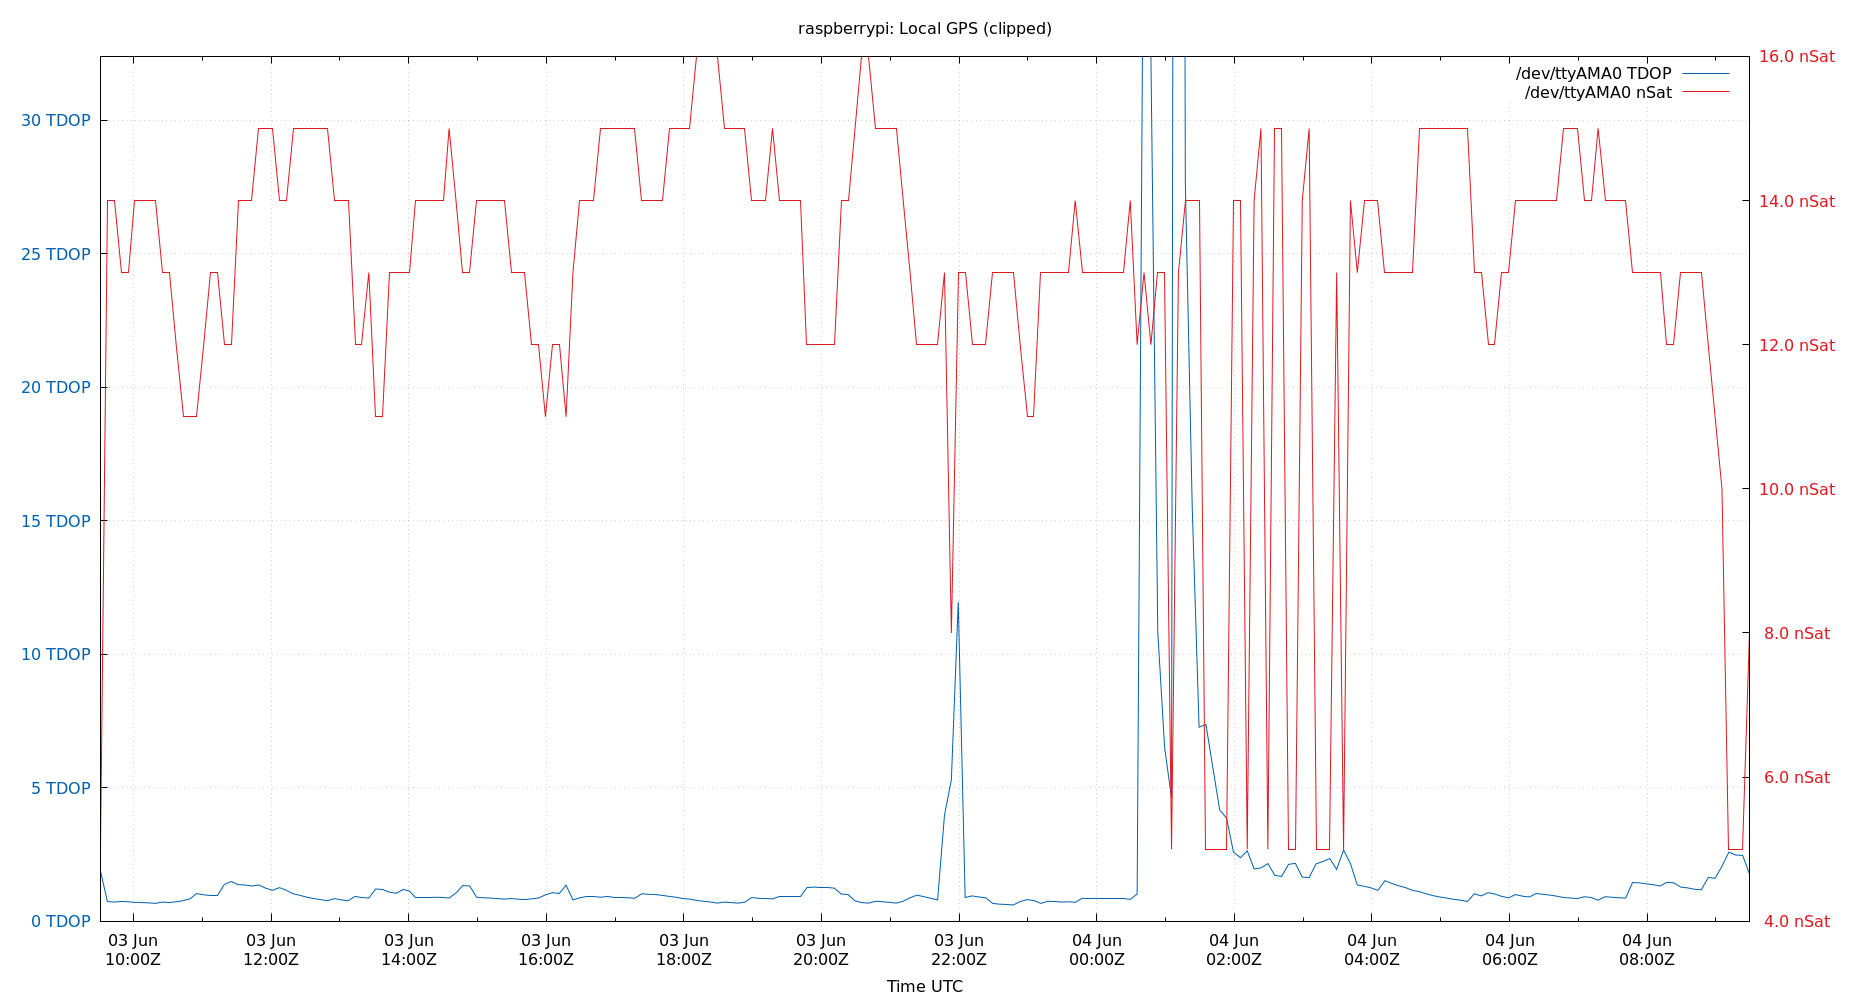 raspberrypi: Local GPS (clipped)
/dev/ttyAMA0 TDOP
/dev/ttyAMA0 nSat
30 TDOP
25 TDOP
20 TDOP
15 TDOP
10 TDOP
5 TDOP
0 TDOP
16.0 nSat
14.0 nSat
12.0 nSat
10.0 nSat
8.0 nSat
6.0 nSat
4.0 nSat
03 Jun
10:00Z
03 Jun
12:00Z
03 Jun
14:00Z
03 Jun
16:00Z
03 Jun
18:00Z
03 Jun
20:00Z
03 Jun
22:00Z
04 Jun
00:00Z
04 Jun
02:00Z
04 Jun
04:00Z
04 Jun
06:00Z
04 Jun
08:00Z
Time UTC